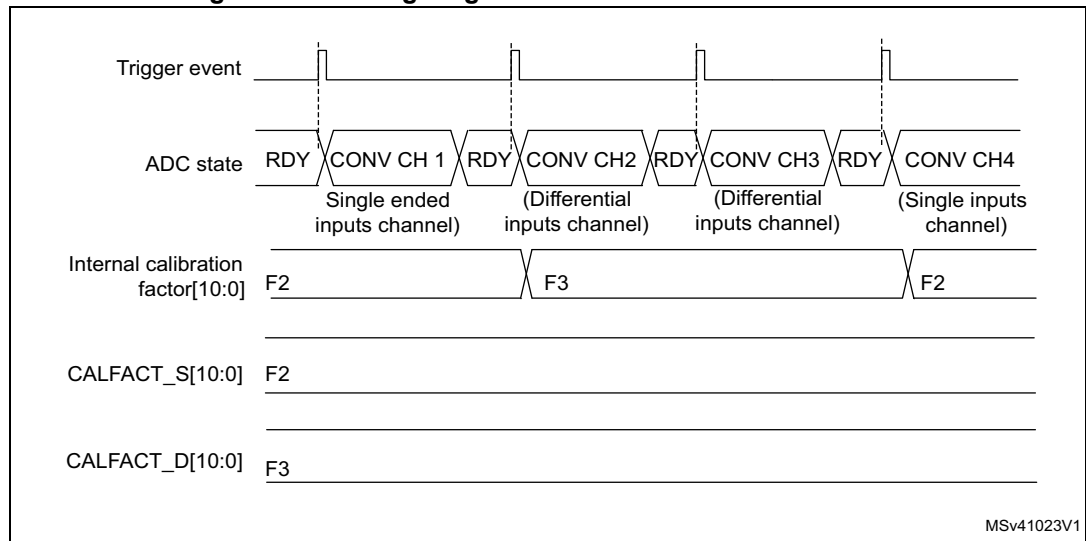 Trigger event
ADC state
RDY
CONV CH 1
RDY
CONV CH2
RDY
CONV CH3
RDY
CONV CH4
Single ended
inputs channel)
(Differential
inputs channel)
(Differential
inputs channel)
(Single inputs
channel)
Internal calibration
factor[10:0]
F2
F3
F2
CALFACT_S[10:0]
F2
CALFACT_D[10:0]
F3
MSv41023V1